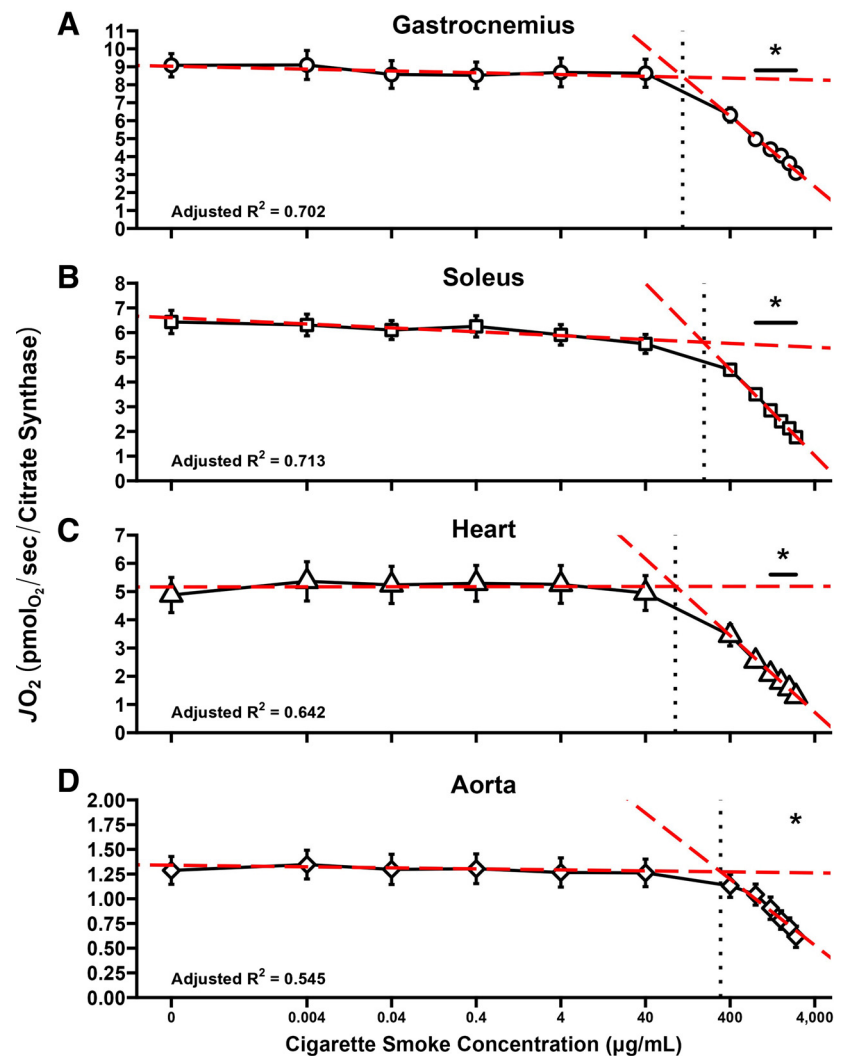 A
Gastrocnemius
11
10
9
8
7
6
5
4
3
2
1
0
*
Adjusted R² = 0.702
B
Soleus
8
7
6
5
4
3
2
1
0
*
Adjusted R² = 0.713
JO₂ (pmol O₂/sec/Citrate Synthase)
C
Heart
7
6
5
4
3
2
1
0
*
Adjusted R² = 0.642
D
Aorta
2.00
1.75
1.50
1.25
1.00
0.75
0.50
0.25
0.00
*
Adjusted R² = 0.545
0 0.004 0.04 0.4 4 40 400 4,000
Cigarette Smoke Concentration (µg/mL)